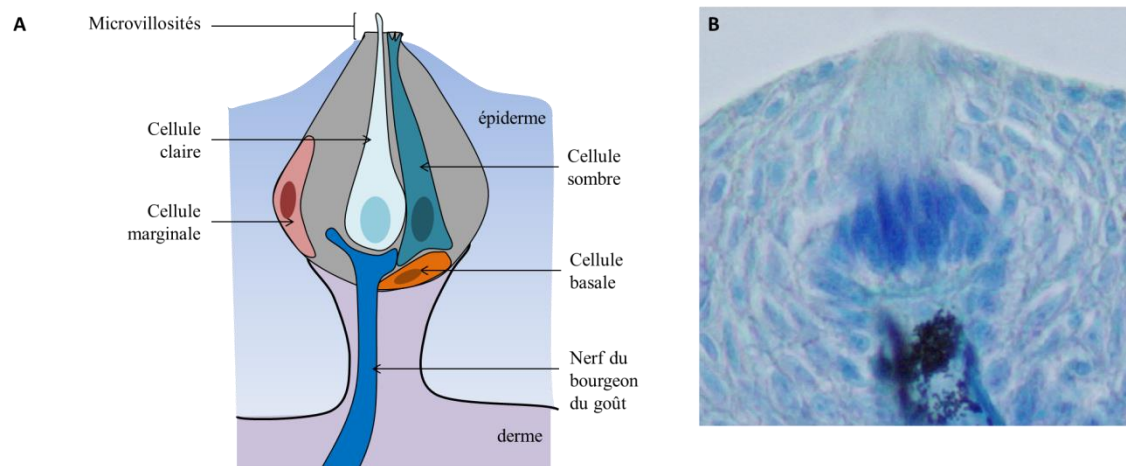 A
Microvillosités
épiderme
Cellule
claire
Cellule
sombre
Cellule
marginale
Cellule
basale
Nerf du
bourgeon
du goût
derme
B